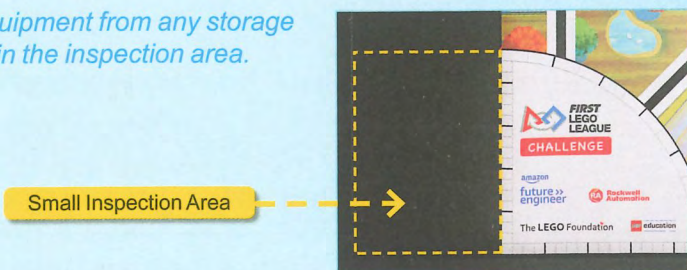 uipment from any storage
in the inspection area.
Small Inspection Area
FIRST
LEGO
LEAGUE
CHALLENGE
amazon
future »
engineer
RA Rockwell
Automation
The LEGO Foundation
education